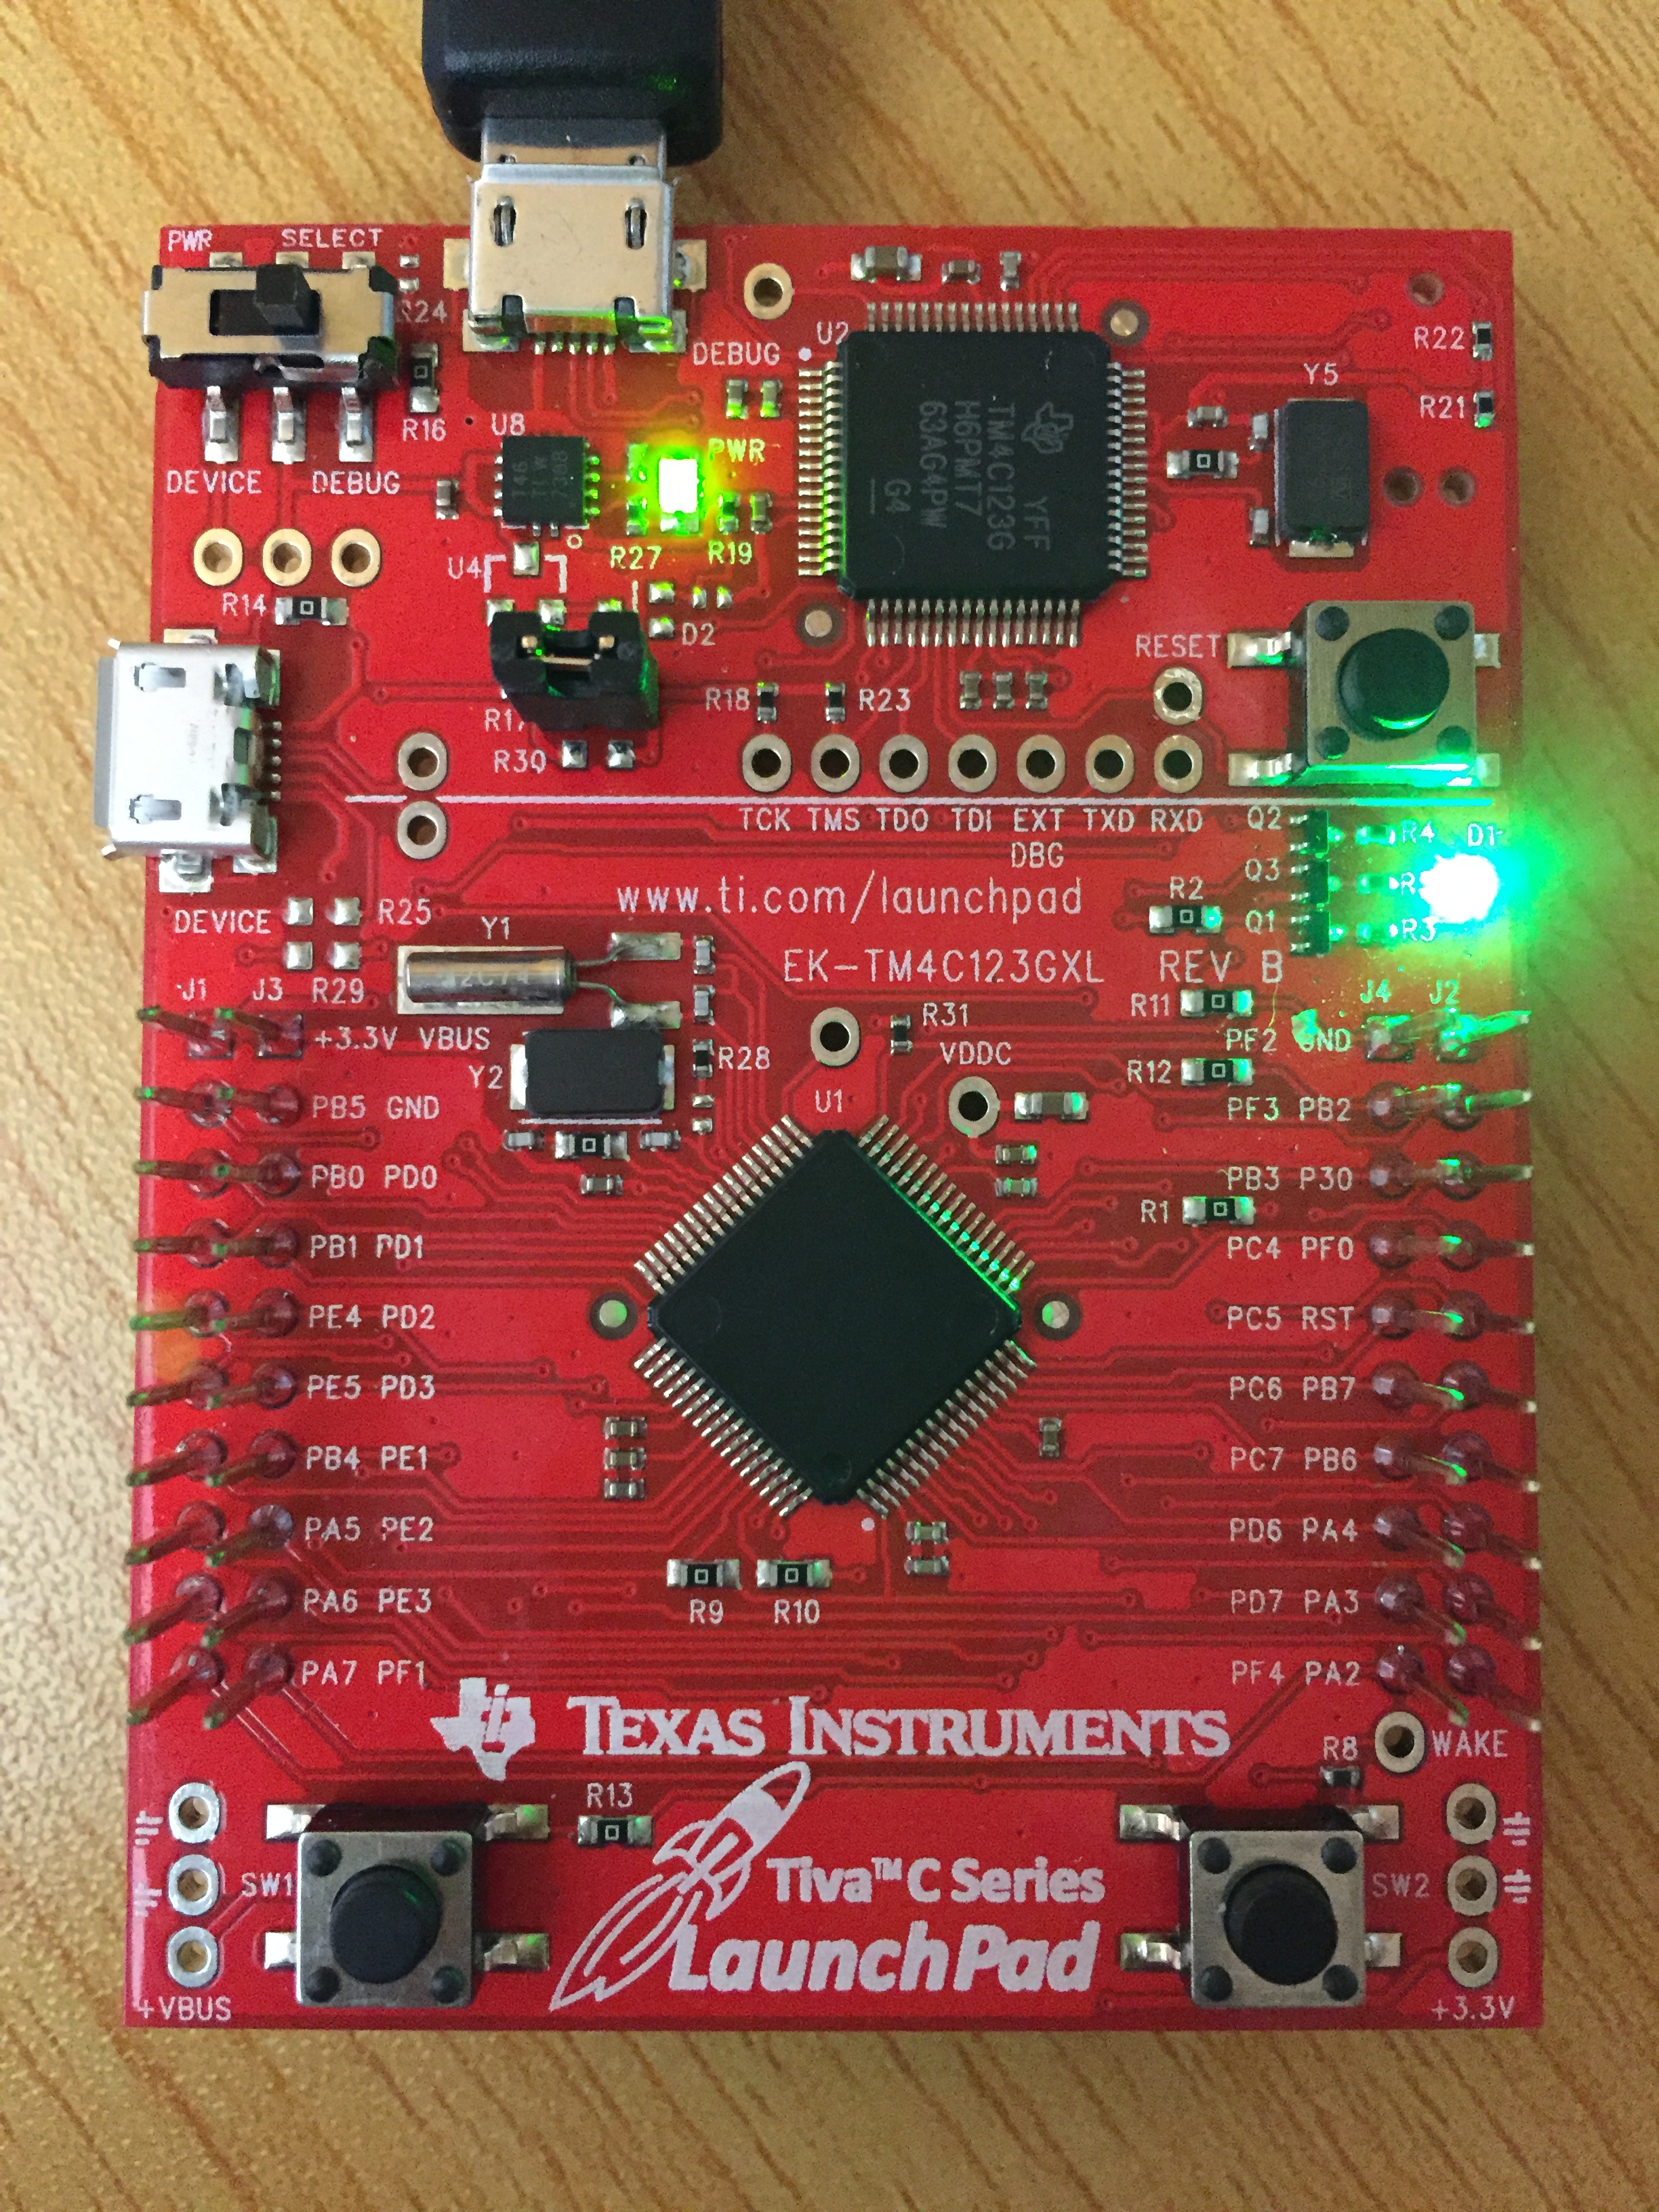 PWR SELECT
R24
DEBUG
U2
R22
Y5
R21
R16
U8
PWR
DEVICE DEBUG
T46
TI W
7308
YFF
TM4C123G
H6PMT7
63AG4PW
G4
U4
R27
R19
R14
D2
RESET
R18
R23
R17
R30
TCK TMS TDO TDI EXT TXD RXD
DBG
Q2
R4
D1
Q3
Q1
R3
R2
www.ti.com/launchpad
DEVICE
R25
Y1
EK-TM4C123GXL REV B
J1 J3 R29
R11
J4 J2
+3.3V VBUS
R31
VDDC
PF2 GND
Y2
R28
R12
PB5 GND
U1
PF3 PB2
PB0 PD0
PB3 P30
R1
PB1 PD1
PC4 PF0
PE4 PD2
PC5 RST
PE5 PD3
PC6 PB7
PB4 PE1
PC7 PB6
PA5 PE2
PD6 PA4
PA6 PE3
R9 R10
PD7 PA3
PA7 PF1
PF4 PA2
ti TEXAS INSTRUMENTS
R8
WAKE
R13
SW1
Tiva™ C Series
SW2
LaunchPad
+VBUS
+3.3V